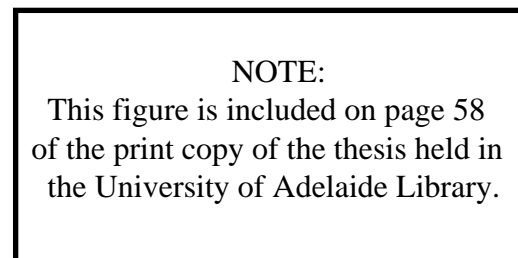 NOTE:
This figure is included on page 58
of the print copy of the thesis held in
the University of Adelaide Library.